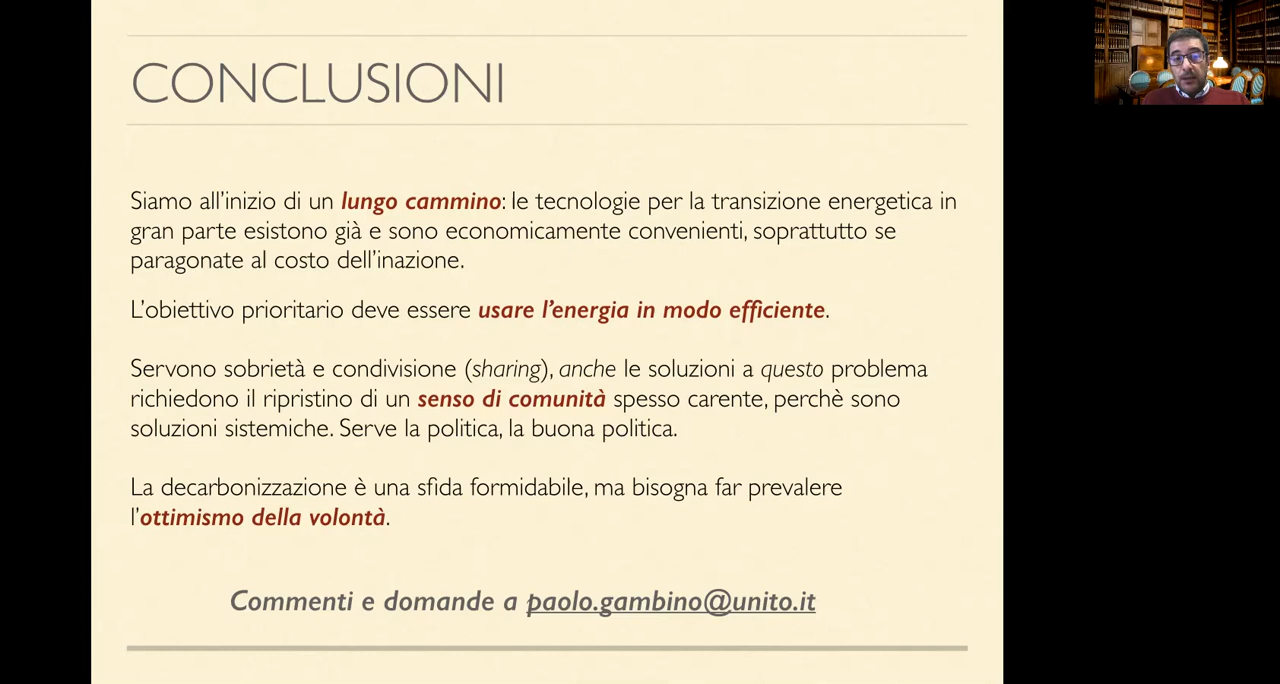 CONCLUSIONI
Siamo all’inizio di un lungo cammino: le tecnologie per la transizione energetica in
gran parte esistono già e sono economicamente convenienti, soprattutto se
paragonate al costo dell’inazione.
L’obiettivo prioritario deve essere usare l’energia in modo efficiente.
Servono sobrietà e condivisione (sharing), anche le soluzioni a questo problema
richiedono il ripristino di un senso di comunità spesso carente, perchè sono
soluzioni sistemiche. Serve la politica, la buona politica.
La decarbonizzazione è una sfida formidabile, ma bisogna far prevalere
l’ottimismo della volontà.
Commenti e domande a paolo.gambino@unito.it